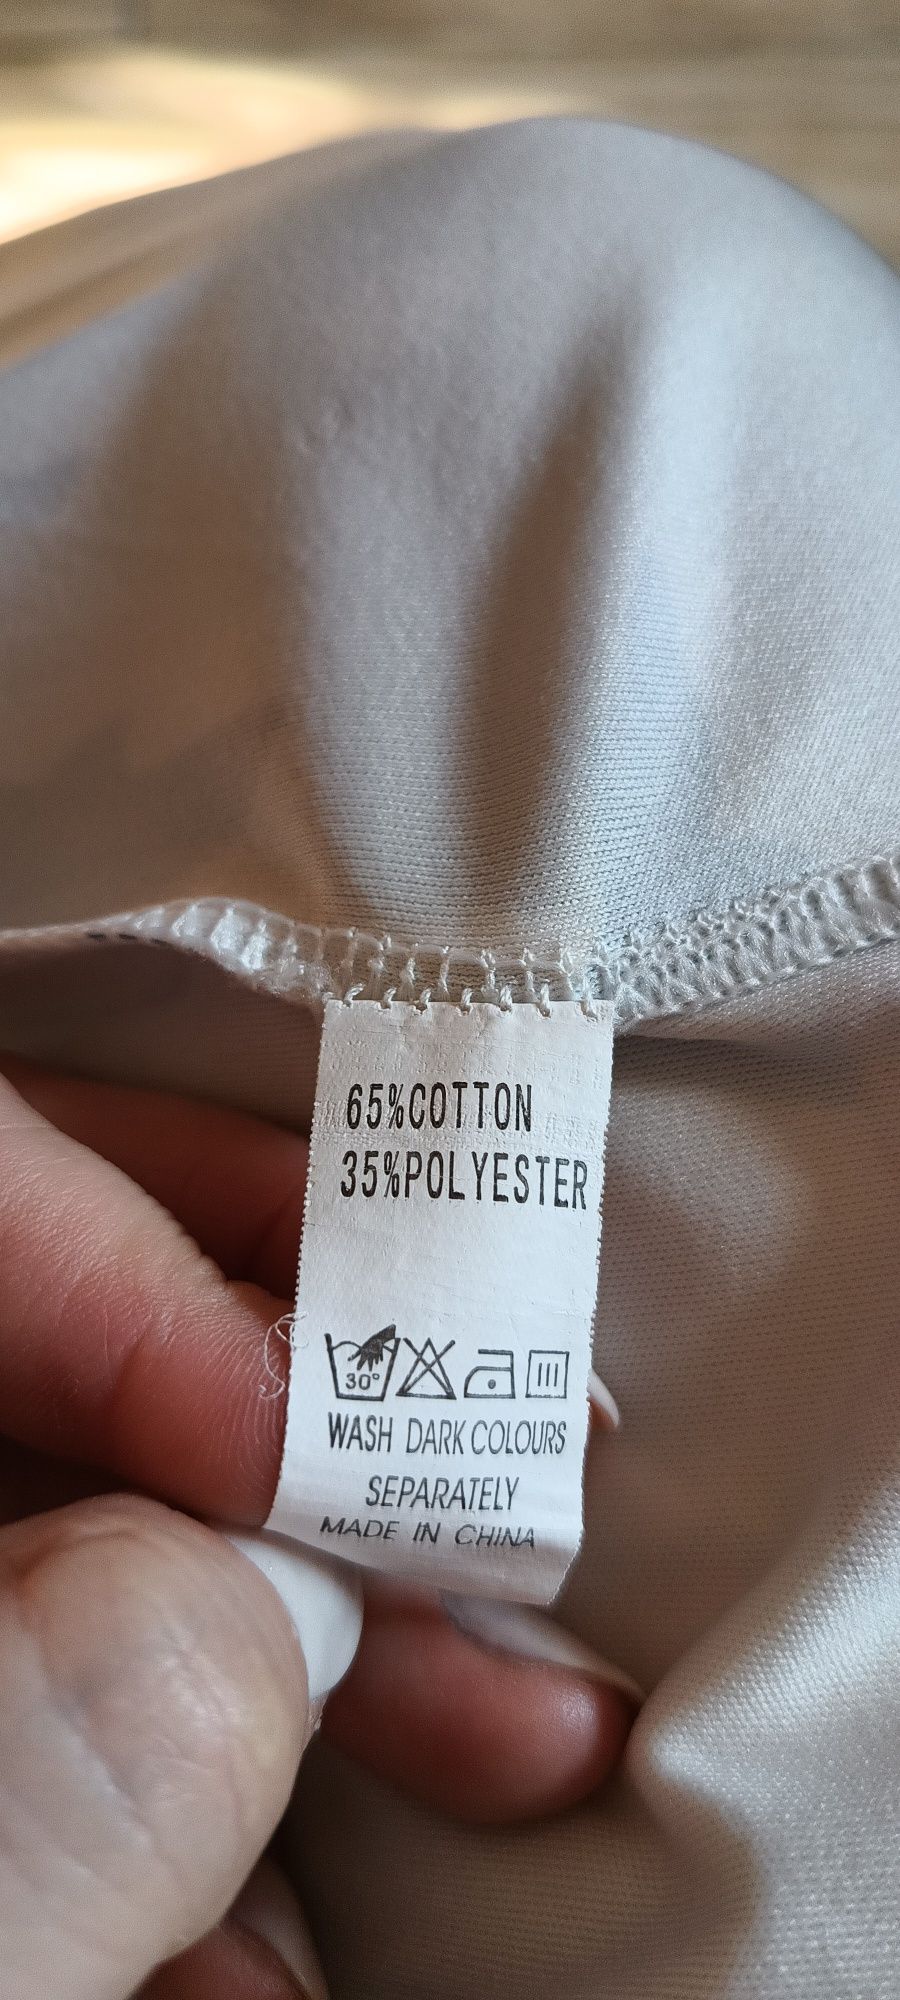 65%COTTON
35%POLYESTER
30°
WASH DARK COLOURS
SEPARATELY
MADE IN CHINA